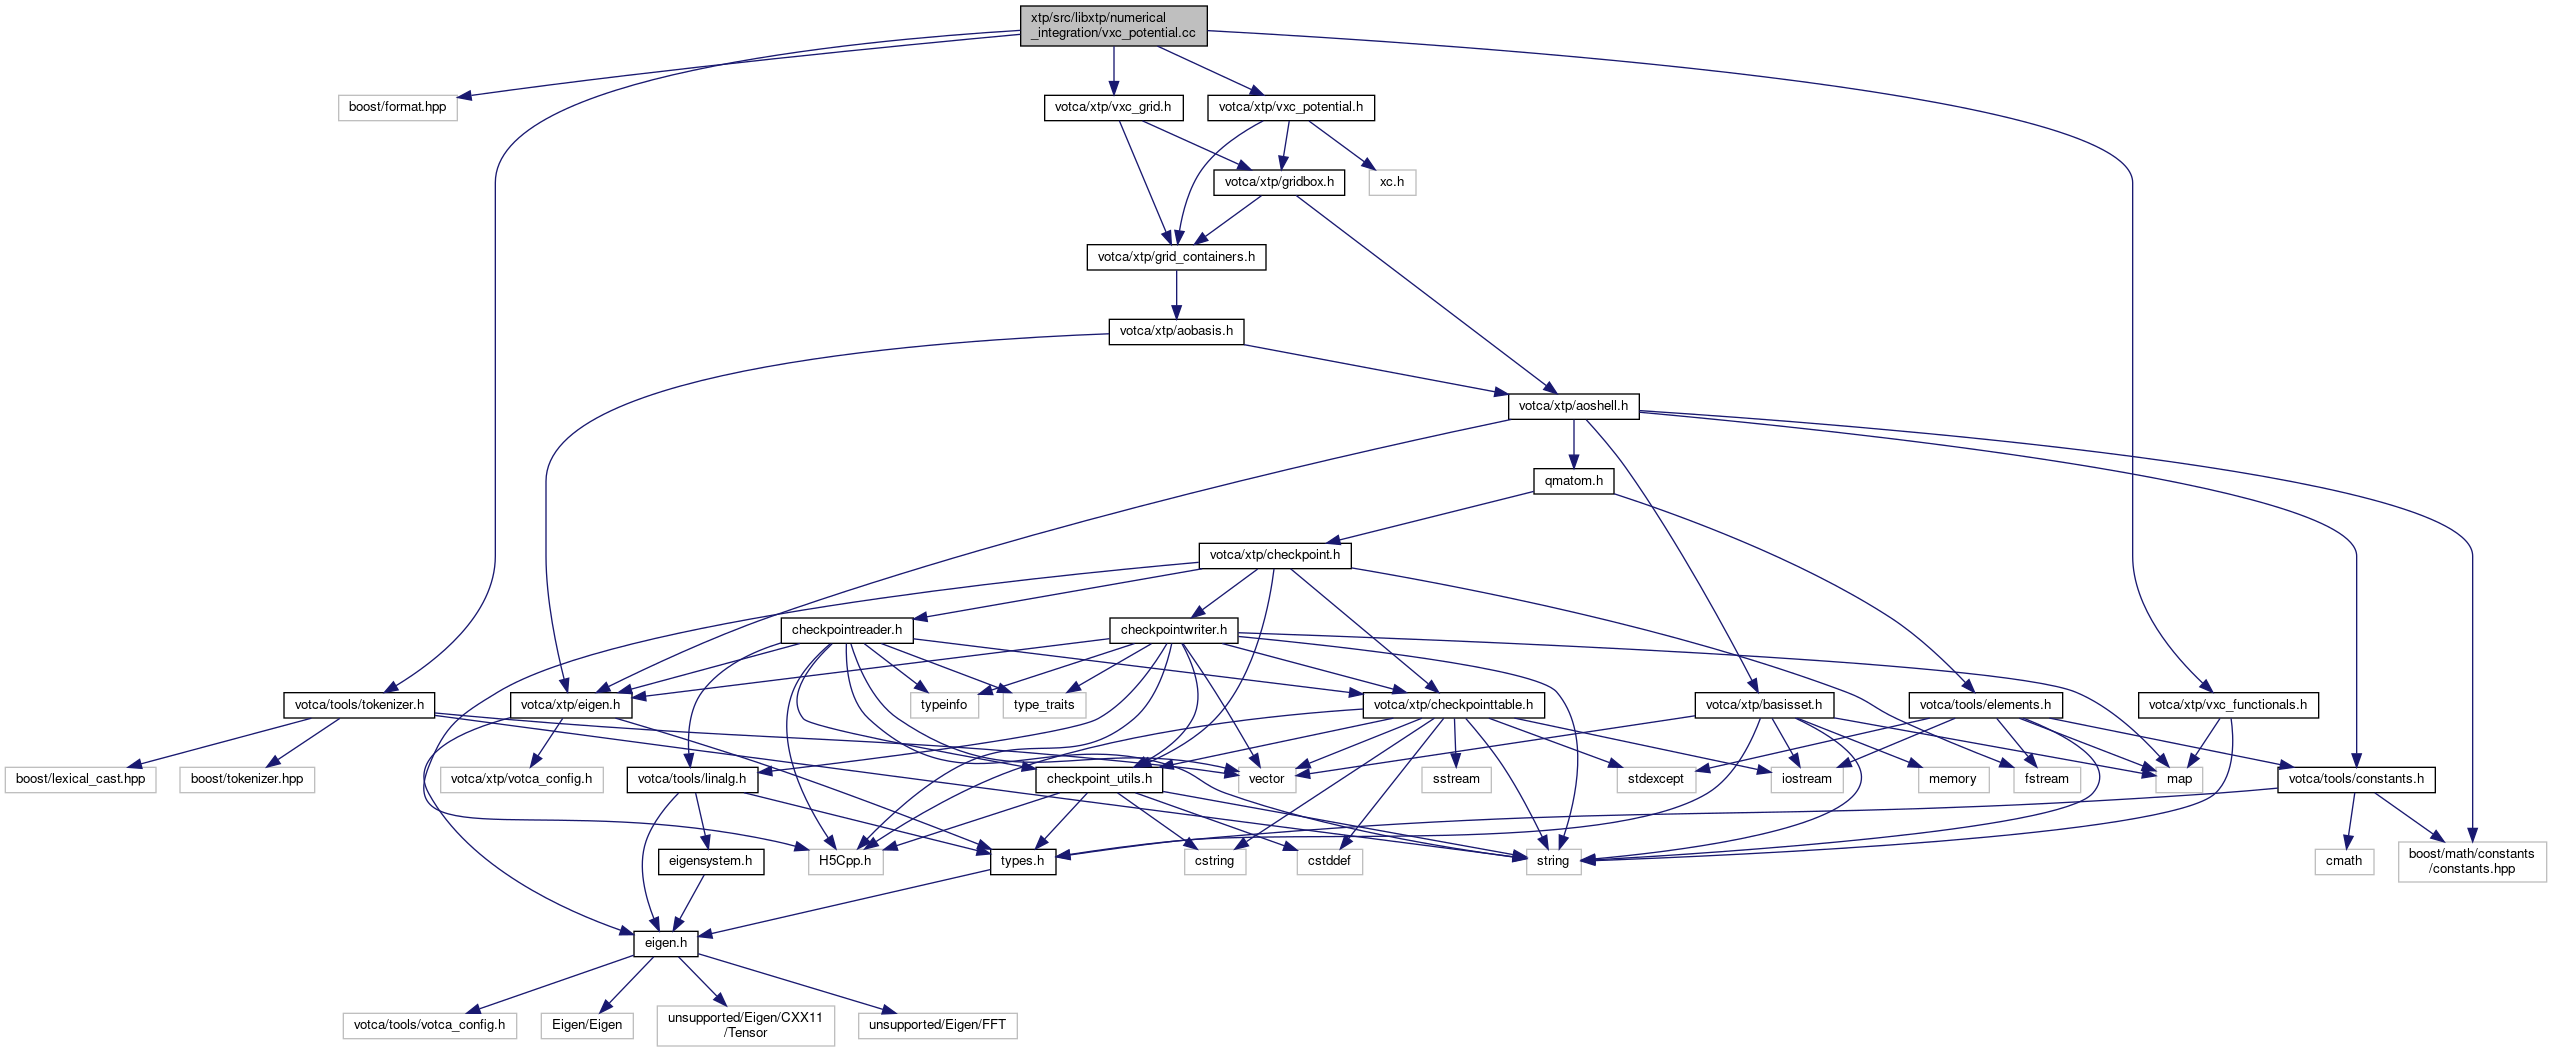 xtp/src/libxtp/numerical
_integration/vxc_potential.cc
boost/format.hpp
votca/xtp/vxc_grid.h
votca/xtp/vxc_potential.h
votca/xtp/gridbox.h
xc.h
votca/xtp/grid_containers.h
votca/xtp/aobasis.h
votca/xtp/aoshell.h
qmatom.h
votca/xtp/checkpoint.h
checkpointreader.h
checkpointwriter.h
votca/tools/tokenizer.h
votca/xtp/eigen.h
typeinfo
type_traits
votca/xtp/checkpointtable.h
votca/xtp/basisset.h
votca/tools/elements.h
votca/xtp/vxc_functionals.h
boost/lexical_cast.hpp
boost/tokenizer.hpp
votca/xtp/votca_config.h
votca/tools/linalg.h
checkpoint_utils.h
vector
sstream
stdexcept
iostream
memory
fstream
map
votca/tools/constants.h
eigensystem.h
H5Cpp.h
types.h
cstring
cstddef
string
cmath
boost/math/constants
/constants.hpp
eigen.h
votca/tools/votca_config.h
Eigen/Eigen
unsupported/Eigen/CXX11
/Tensor
unsupported/Eigen/FFT